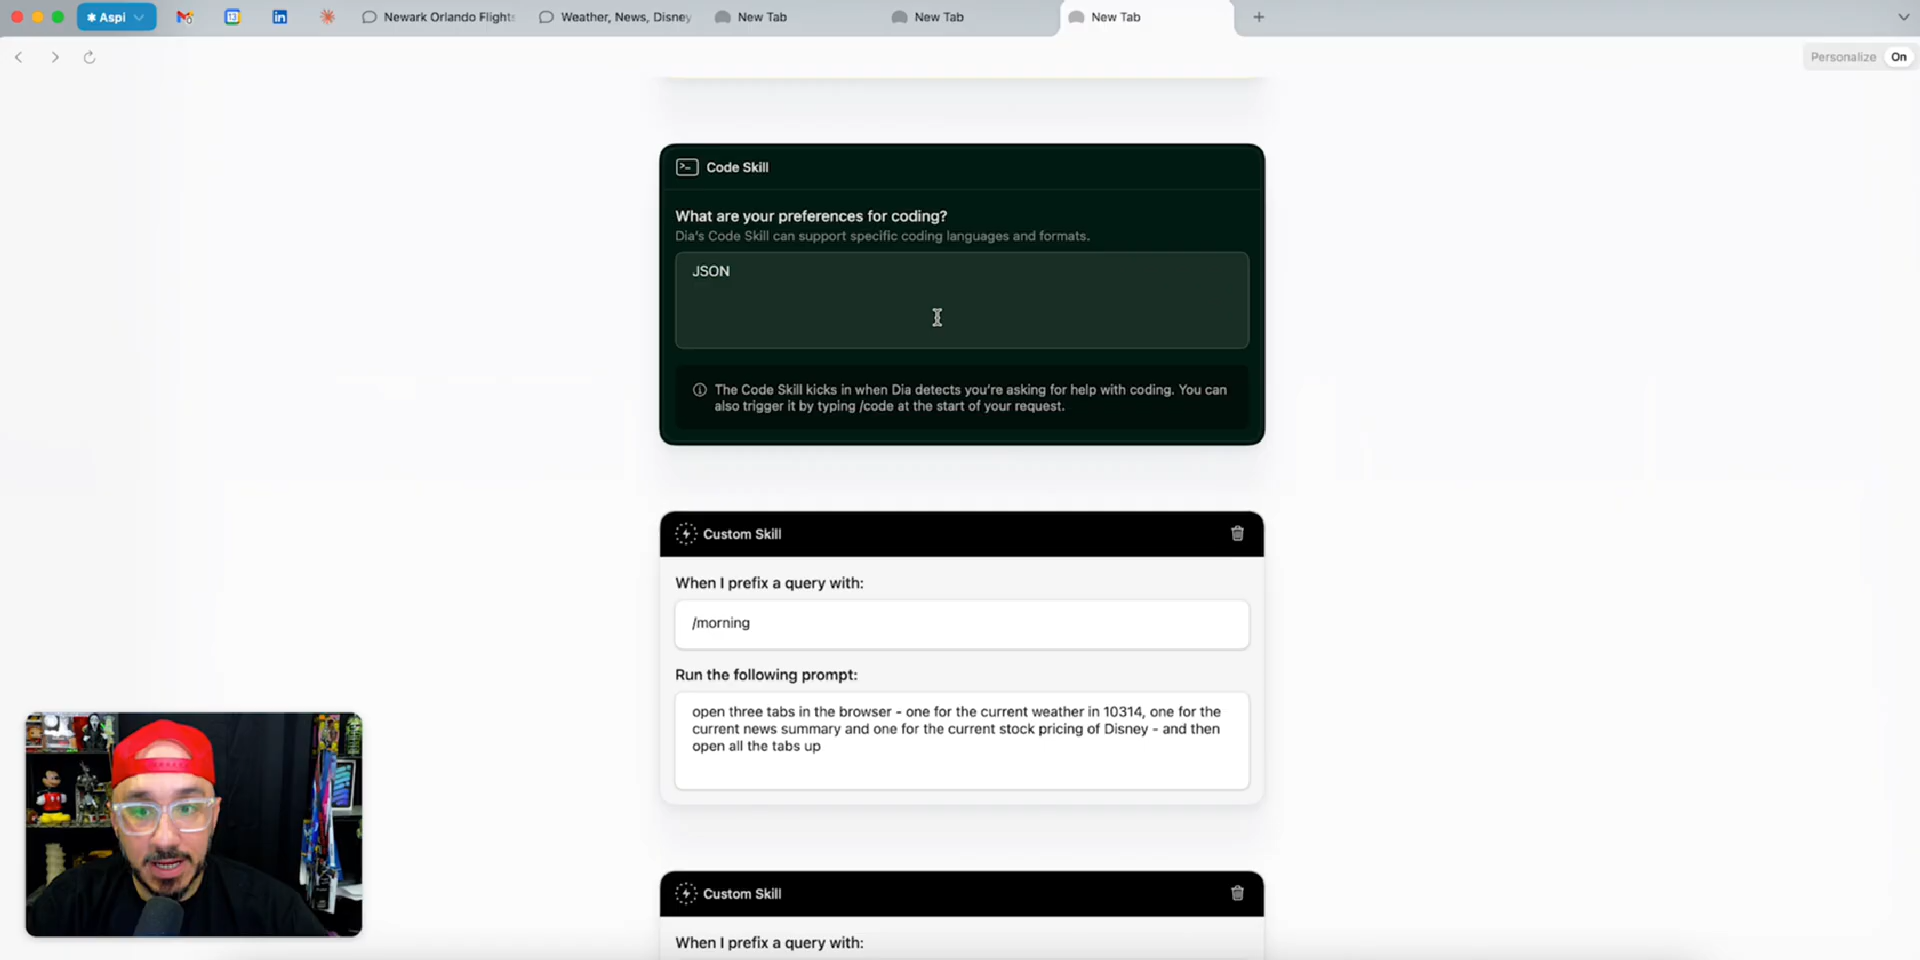 Aspi
Newark Orlando Flights
Weather, News, Disney
New Tab
New Tab
New Tab
Personalize On
Code Skill
What are your preferences for coding?
Dia's Code Skill can support specific coding languages and formats.
JSON
The Code Skill kicks in when Dia detects you're asking for help with coding. You can
also trigger it by typing /code at the start of your request.
Custom Skill
When I prefix a query with:
/morning
Run the following prompt:
open three tabs in the browser - one for the current weather in 10314, one for the
current news summary and one for the current stock pricing of Disney - and then
open all the tabs up
Custom Skill
When I prefix a query with: